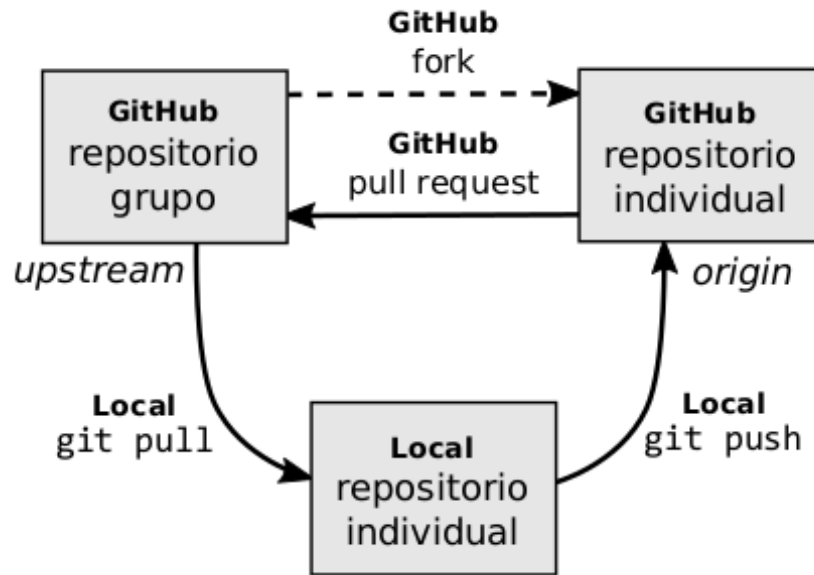 GitHub
fork
GitHub
repositorio
grupo
GitHub
pull request
GitHub
repositorio
individual
upstream
origin
Local
git pull
Local
repositorio
individual
Local
git push